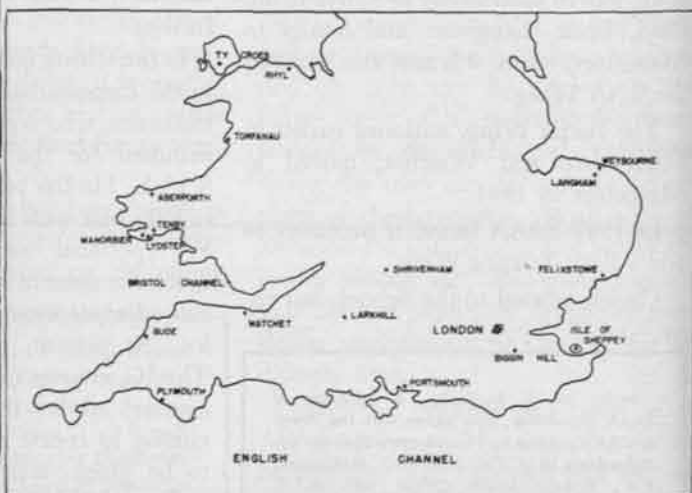 TY CROES
RHYL
WEYBOURNE
TONFANAU
LANGHAM
ABERPORTH
TENBY
MANORBIER
LYDSTEP
SHRIVENHAM
FELIXSTOWE
BRISTOL CHANNEL
WATCHET
LARKHILL
BUDE
LONDON
ISLE OF
SHEPPEY
BIGGIN HILL
PLYMOUTH
PORTSMOUTH
ENGLISH CHANNEL